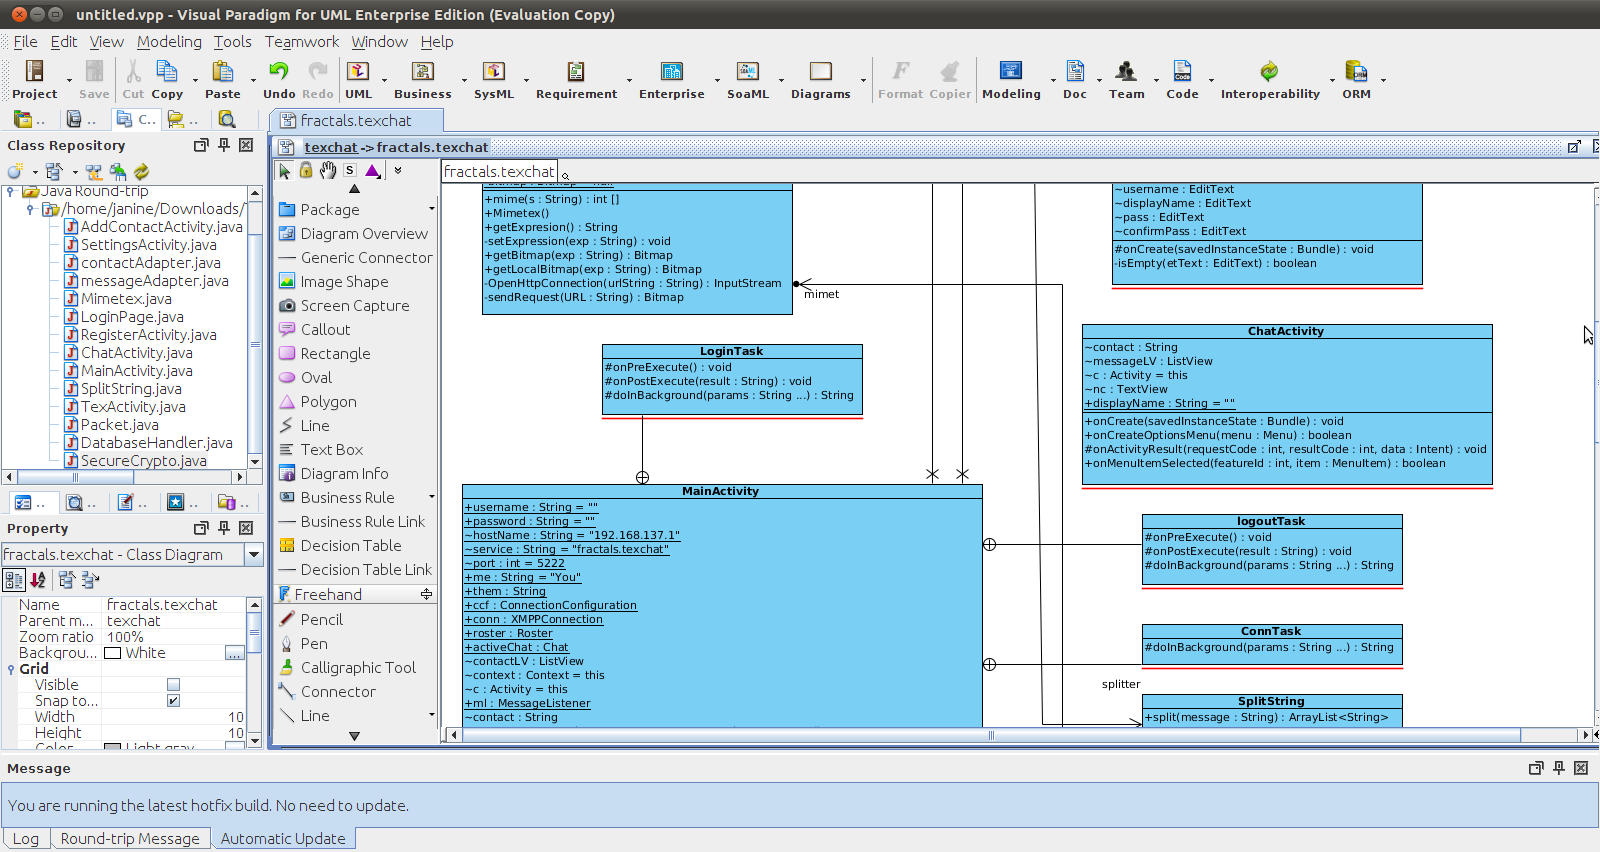 untitled.vpp - Visual Paradigm for UML Enterprise Edition (Evaluation Copy)
File Edit View Modeling Tools Teamwork Window Help
Project Save Cut Copy Paste Undo Redo UML Business SysML Requirement Enterprise SoaML Diagrams Format Copier Modeling Doc Team Code Interoperability ORM
C..
fractals.texchat
Class Repository
texchat->fractals.texchat
fractals.texchat
Java Round-trip
/home/janine/Downloads/
AddContactActivity.java
SettingsActivity.java
contactAdapter.java
messageAdapter.java
Mimetex.java
LoginPage.java
RegisterActivity.java
ChatActivity.java
MainActivity.java
SplitString.java
TexActivity.java
Packet.java
DatabaseHandler.java
SecureCrypto.java
Property
fractals.texchat - Class Diagram
Name fractals.texchat
Parent m... texchat
Zoom ratio 100%
Backgrou... White ...
Grid
Visible
Snap to...
Width 10
Height 10
Color Light gray
S
Package
Diagram Overview
Generic Connector
Image Shape
Screen Capture
Callout
Rectangle
Oval
Polygon
Line
Text Box
Diagram Info
Business Rule
Business Rule Link
Decision Table
Decision Table Link
Freehand
Pencil
Pen
Calligraphic Tool
Connector
Line
-bitmap : Bitmap = null
+mime(s : String) : int []
+Mimetex()
+getExpresion() : String
-setExpression(exp : String) : void
+getBitmap(exp : String) : Bitmap
+getLocalBitmap(exp : String) : Bitmap
-OpenHttpConnection(urlString : String) : InputStream
-sendRequest(URL : String) : Bitmap
mimet
~username : EditText
~displayName : EditText
~pass : EditText
~confirmPass : EditText
#onCreate(savedInstanceState : Bundle) : void
-isEmpty(etText : EditText) : boolean
LoginTask
#onPreExecute() : void
#onPostExecute(result : String) : void
#doInBackground(params : String ...) : String
ChatActivity
~contact : String
~messageLV : ListView
~c : Activity = this
~nc : TextView
+displayName : String = ""
+onCreate(savedInstanceState : Bundle) : void
+onCreateOptionsMenu(menu : Menu) : boolean
#onActivityResult(requestCode : int, resultCode : int, data : Intent) : void
+onMenuItemSelected(featureId : int, item : MenuItem) : boolean
MainActivity
+username : String = ""
+password : String = ""
~hostName : String = "192.168.137.1"
~service : String = "fractals.texchat"
~port : int = 5222
+me : String = "You"
+them : String
+ccf : ConnectionConfiguration
+conn : XMPPConnection
+roster : Roster
+activeChat : Chat
~contactLV : ListView
~context : Context = this
~c : Activity = this
+ml : MessageListener
~contact : String
logoutTask
#onPreExecute() : void
#onPostExecute(result : String) : void
#doInBackground(params : String ...) : String
ConnTask
#doInBackground(params : String ...) : String
splitter
SplitString
+split(message : String) : ArrayList<String>
Message
You are running the latest hotfix build. No need to update.
Log Round-trip Message Automatic Update